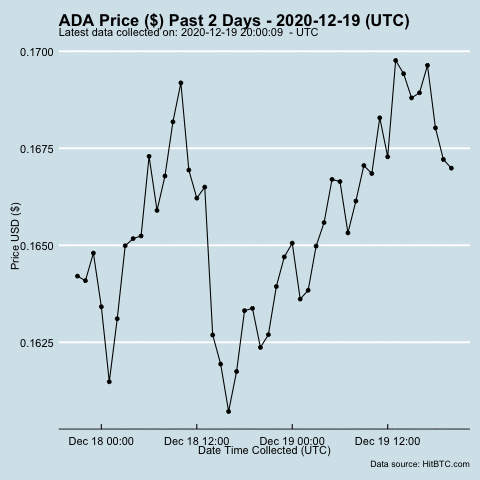 ADA Price ($) Past 2 Days - 2020-12-19 (UTC)
Latest data collected on: 2020-12-19 20:00:09 - UTC
0.1700
0.1675
0.1650
0.1625
Price USD ($)
Dec 18 00:00 Dec 18 12:00 Dec 19 00:00 Dec 19 12:00
Date Time Collected (UTC)
Data source: HitBTC.com